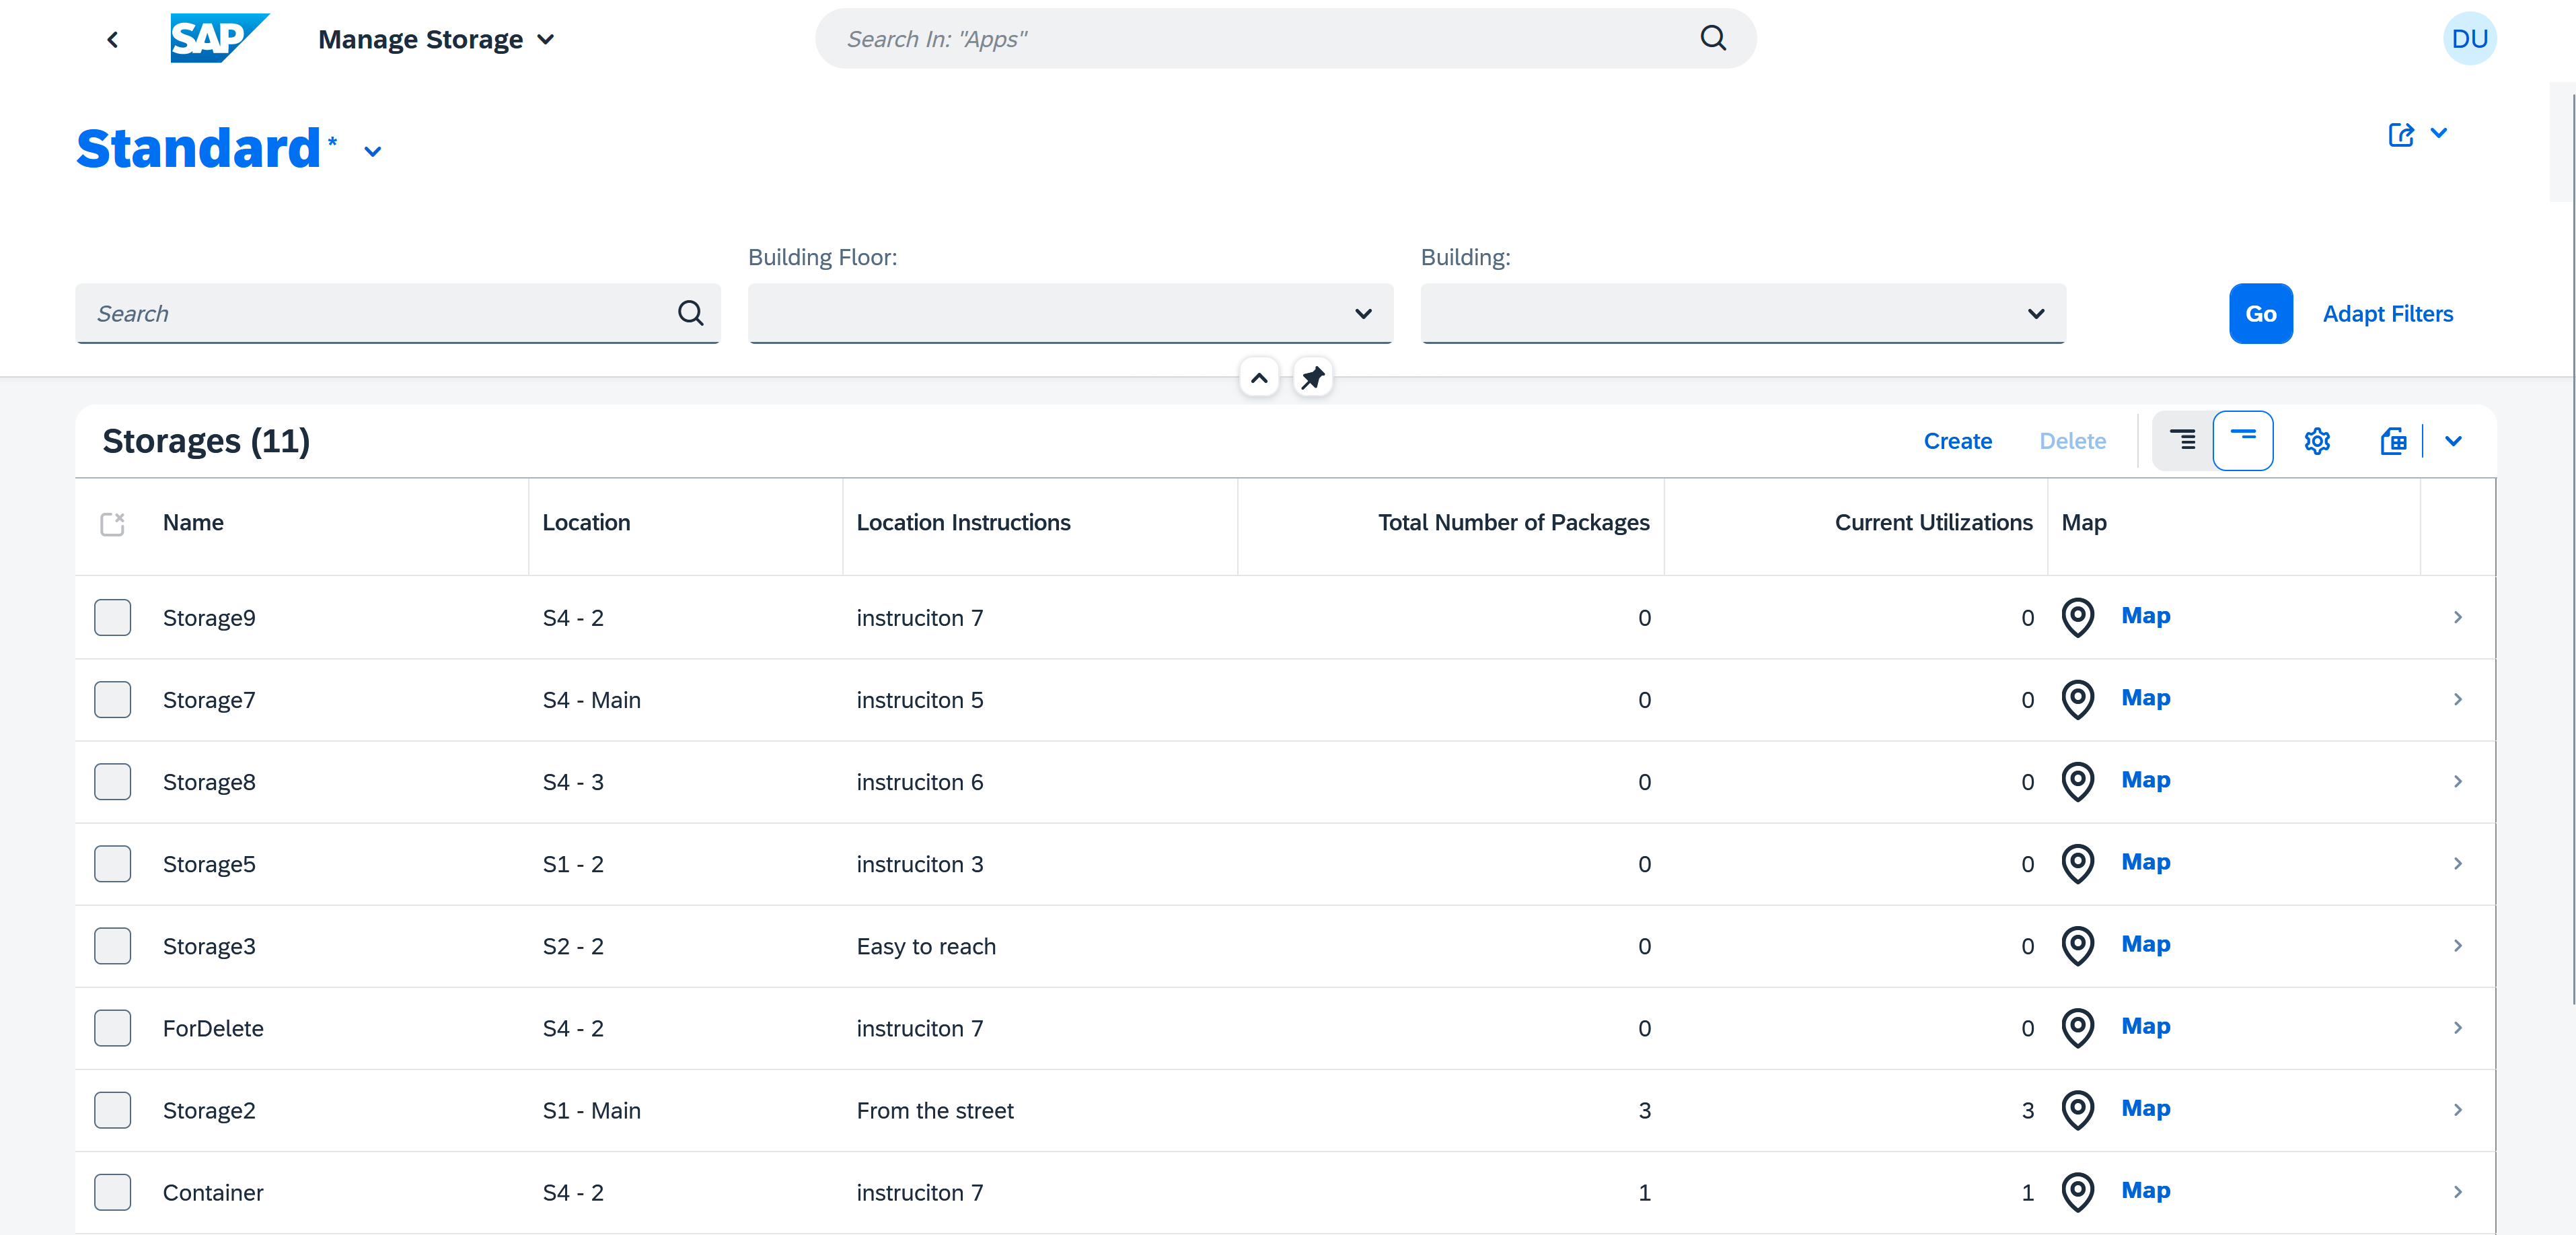 SAP Manage Storage Search In: "Apps" DU
Standard *
Building Floor: Building:
Search Go Adapt Filters
Storages (11) Create Delete
Name Location Location Instructions Total Number of Packages Current Utilizations Map
Storage9 S4 - 2 instruciton 7 0 0 Map
Storage7 S4 - Main instruciton 5 0 0 Map
Storage8 S4 - 3 instruciton 6 0 0 Map
Storage5 S1 - 2 instruciton 3 0 0 Map
Storage3 S2 - 2 Easy to reach 0 0 Map
ForDelete S4 - 2 instruciton 7 0 0 Map
Storage2 S1 - Main From the street 3 3 Map
Container S4 - 2 instruciton 7 1 1 Map